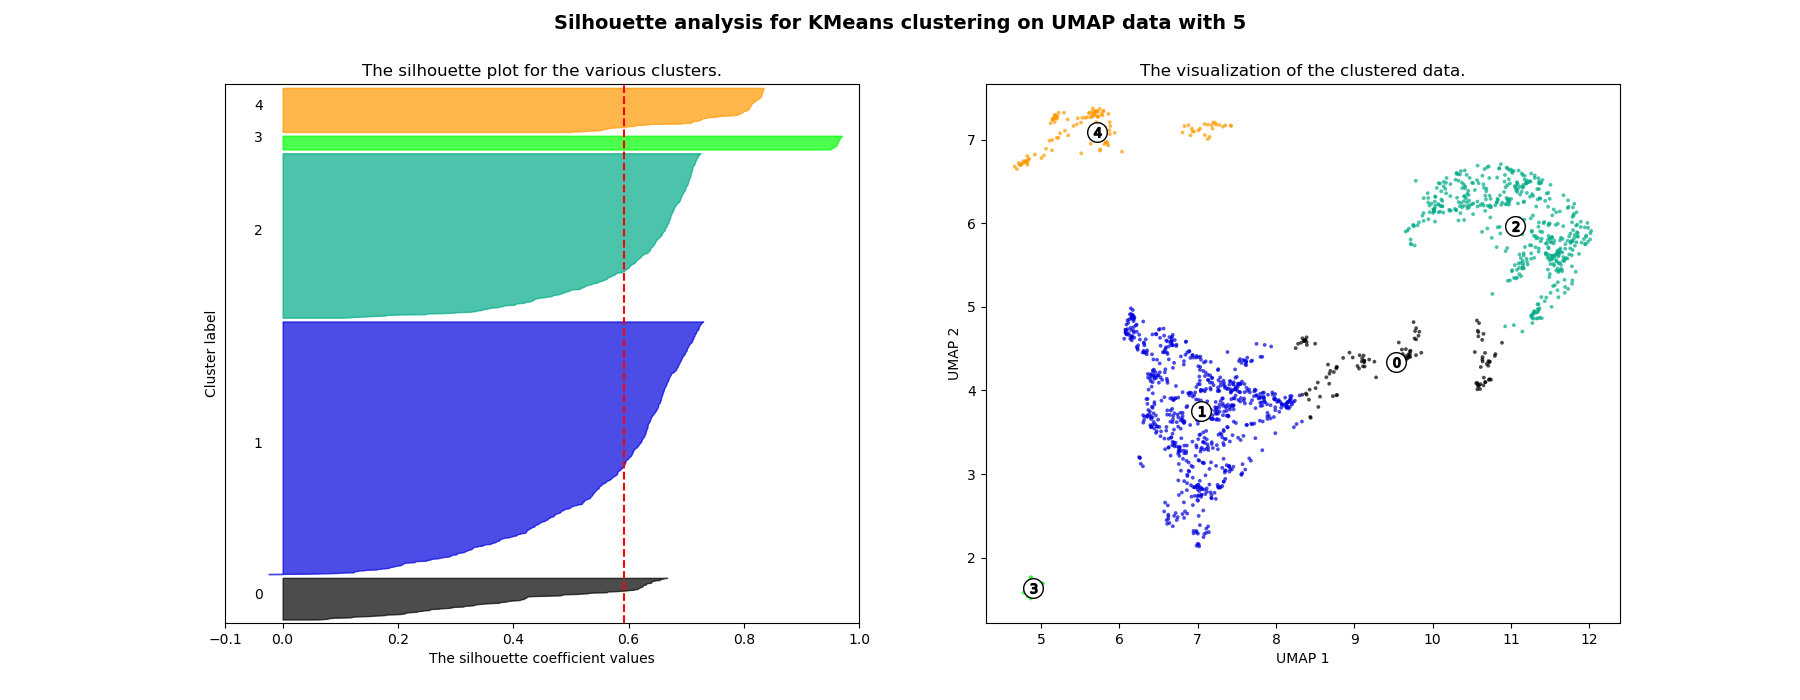 Silhouette analysis for KMeans clustering on UMAP data with 5
The silhouette plot for the various clusters.
4
3
2
1
0
Cluster label
−0.1 0.0 0.2 0.4 0.6 0.8 1.0
The silhouette coefficient values
The visualization of the clustered data.
7
6
5
4
3
2
UMAP 2
4
2
0
1
3
5 6 7 8 9 10 11 12
UMAP 1